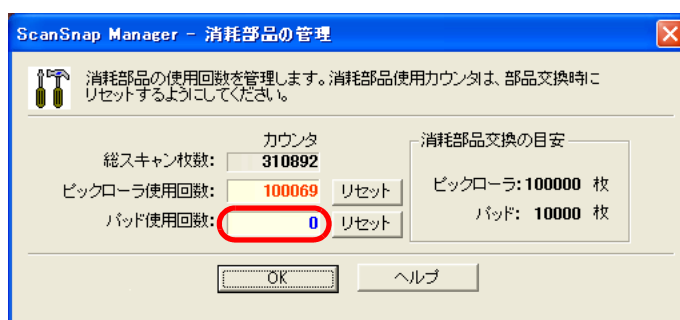 ScanSnap Manager - 消耗部品の管理
消耗部品の使用回数を管理します。消耗部品使用カウンタは、部品交換時に
リセットするようにしてください。
カウンタ
総スキャン枚数: 310892
ピックローラ使用回数: 100069 リセット
パッド使用回数: 0 リセット
消耗部品交換の目安
ピックローラ: 100000 枚
パッド: 10000 枚
OK ヘルプ